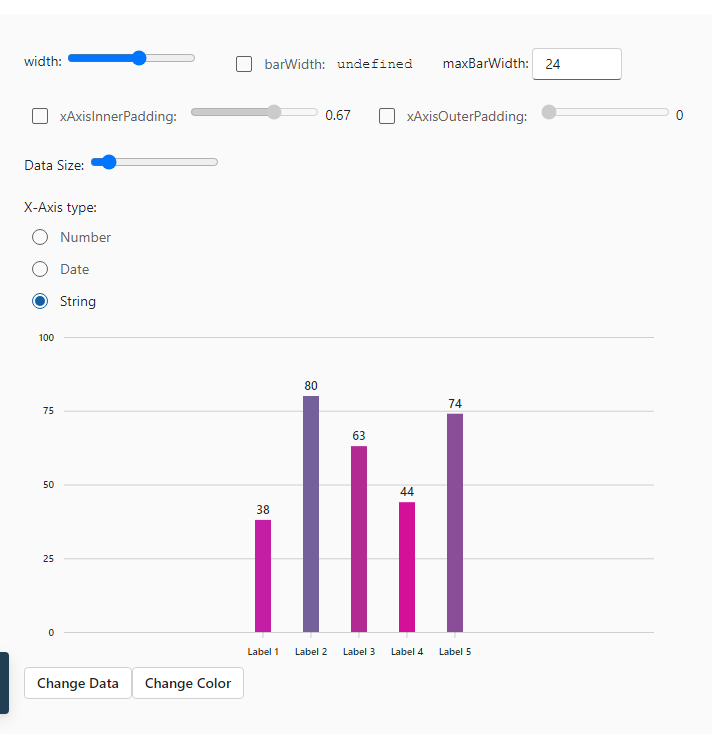 width: barWidth: undefined maxBarWidth: 24
xAxisInnerPadding: 0.67 xAxisOuterPadding: 0
Data Size:
X-Axis type:
Number
Date
String
100
80
74
75
63
50
44
38
25
0
Label 1 Label 2 Label 3 Label 4 Label 5
Change Data Change Color